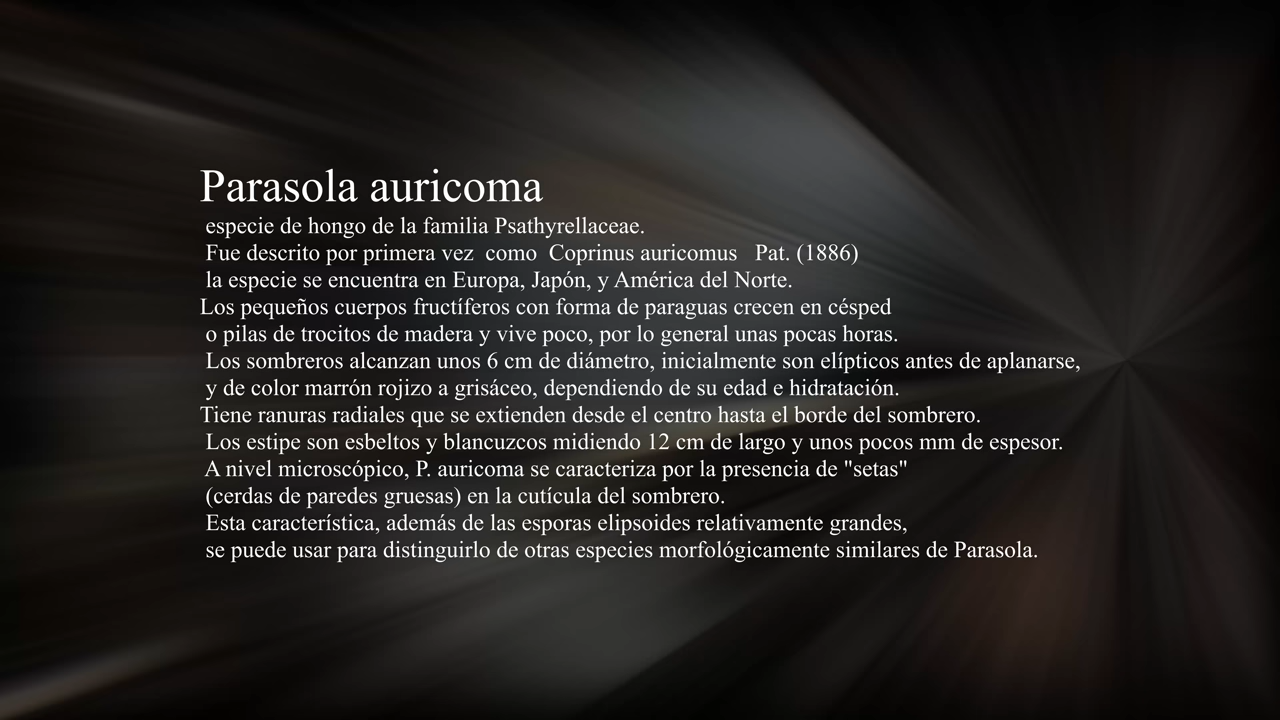 Parasola auricoma
especie de hongo de la familia Psathyrellaceae.
Fue descrito por primera vez como Coprinus auricomus Pat. (1886)
la especie se encuentra en Europa, Japón, y América del Norte.
Los pequeños cuerpos fructíferos con forma de paraguas crecen en césped
o pilas de trocitos de madera y vive poco, por lo general unas pocas horas.
Los sombreros alcanzan unos 6 cm de diámetro, inicialmente son elípticos antes de aplanarse,
y de color marrón rojizo a grisáceo, dependiendo de su edad e hidratación.
Tiene ranuras radiales que se extienden desde el centro hasta el borde del sombrero.
Los estipe son esbeltos y blancuzcos midiendo 12 cm de largo y unos pocos mm de espesor.
A nivel microscópico, P. auricoma se caracteriza por la presencia de "setas"
(cerdas de paredes gruesas) en la cutícula del sombrero.
Esta característica, además de las esporas elipsoides relativamente grandes,
se puede usar para distinguirlo de otras especies morfológicamente similares de Parasola.